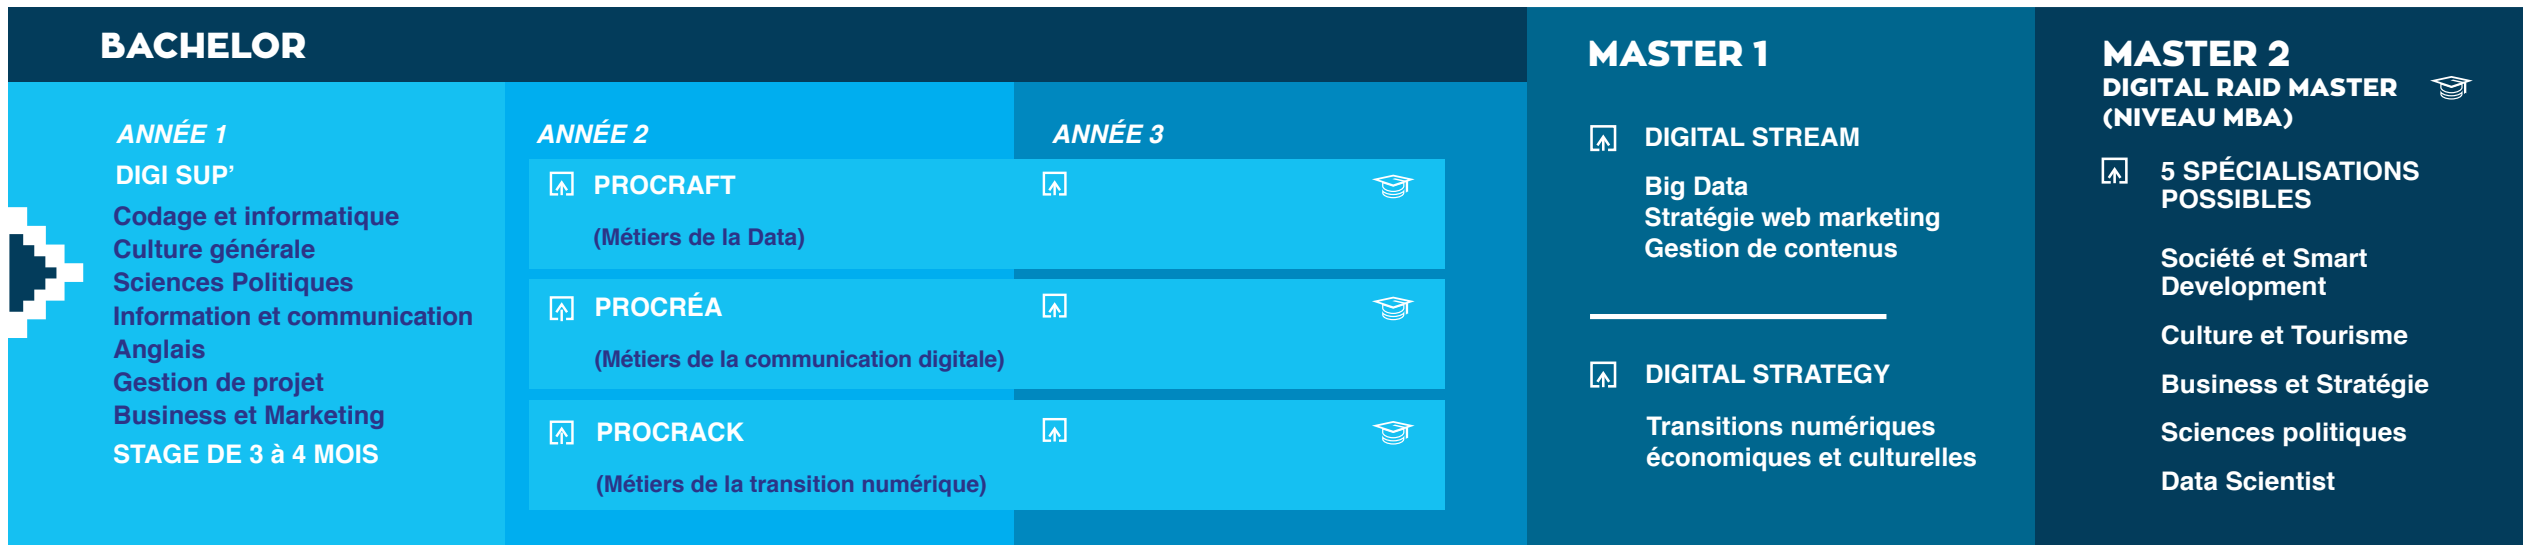 BACHELOR
ANNÉE 1
DIGI SUP’
Codage et informatique
Culture générale
Sciences Politiques
Information et communication
Anglais
Gestion de projet
Business et Marketing
STAGE DE 3 à 4 MOIS
ANNÉE 2
ANNÉE 3
PROCRAFT
(Métiers de la Data)
PROCRÉA
(Métiers de la communication digitale)
PROCRACK
(Métiers de la transition numérique)
MASTER 1
DIGITAL STREAM
Big Data
Stratégie web marketing
Gestion de contenus
DIGITAL STRATEGY
Transitions numériques
économiques et culturelles
MASTER 2
DIGITAL RAID MASTER
(NIVEAU MBA)
5 SPÉCIALISATIONS
POSSIBLES
Société et Smart
Development
Culture et Tourisme
Business et Stratégie
Sciences politiques
Data Scientist